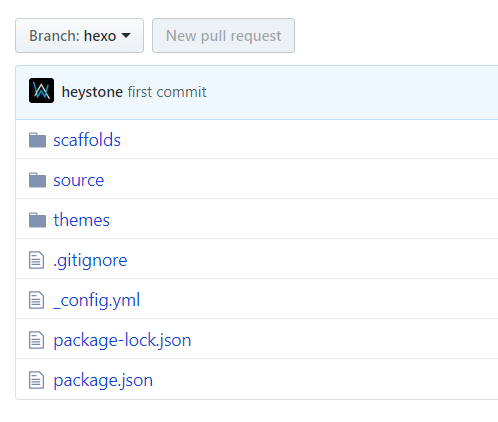 Branch: hexo New pull request
heystone first commit
scaffolds
source
themes
.gitignore
_config.yml
package-lock.json
package.json